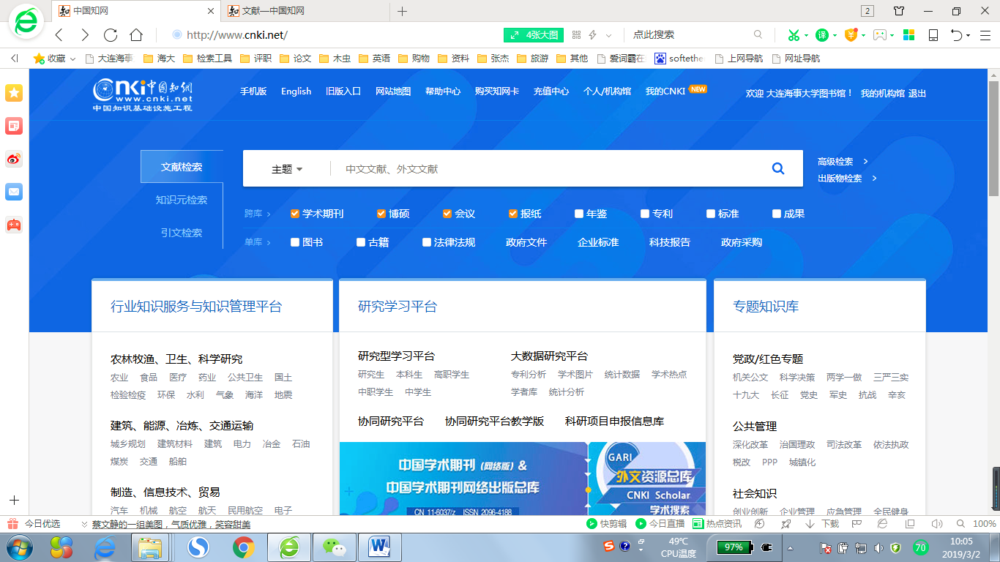 中国知网
文献—中国知网
2
http://www.cnki.net/
4张大图
点此搜索
译
收藏
大连海事
海大
检索工具
评职
论文
木虫
英语
购物
资料
张杰
旅游
其他
爱词霸在
softethe
上网导航
网址导航
cnki中国知网
www.cnki.net
中国知识基础设施工程
手机版 English 旧版入口 网站地图 帮助中心 购买知网卡 充值中心 个人/机构馆 我的CNKI NEW
欢迎 大连海事大学图书馆！ 我的机构馆 退出
文献检索
知识元检索
引文检索
主题
中文文献、外文文献
高级检索 >
出版物检索 >
跨库 > 学术期刊 博硕 会议 报纸 年鉴 专利 标准 成果
单库 > 图书 古籍 法律法规 政府文件 企业标准 科技报告 政府采购
行业知识服务与知识管理平台
农林牧渔、卫生、科学研究
农业 食品 医疗 药业 公共卫生 国土
检验检疫 环保 水利 气象 海洋 地震
建筑、能源、冶炼、交通运输
城乡规划 建筑材料 建筑 电力 冶金 石油
煤炭 交通 船舶
制造、信息技术、贸易
汽车 机械 航空 航天 民用航空 电子
研究学习平台
研究型学习平台
研究生 本科生 高职学生
中职学生 中学生
大数据研究平台
专利分析 学术图片 统计数据 学术热点
学者库 统计分析
协同研究平台 协同研究平台教学版 科研项目申报信息库
中国学术期刊（网络版）&
中国学术期刊网络出版总库
CN 11-6037/z ISSN 2096-4188
GARI
外文资源总库
CNKI Scholar
学术搜索
专题知识库
党政/红色专题
机关公文 科学决策 两学一做 三严三实
十九大 长征 党史 军史 抗战 辛亥
公共管理
深化改革 治国理政 司法改革 依法执政
税改 PPP 城镇化
社会知识
创业创新 企业管理 应急管理 全民健身
今日优选
蔡文静的一组美图，气质优雅，笑容甜美
快剪辑
今日直播
热点资讯
下载
100%
49℃
CPU温度
97%
70
10:05
2019/3/2